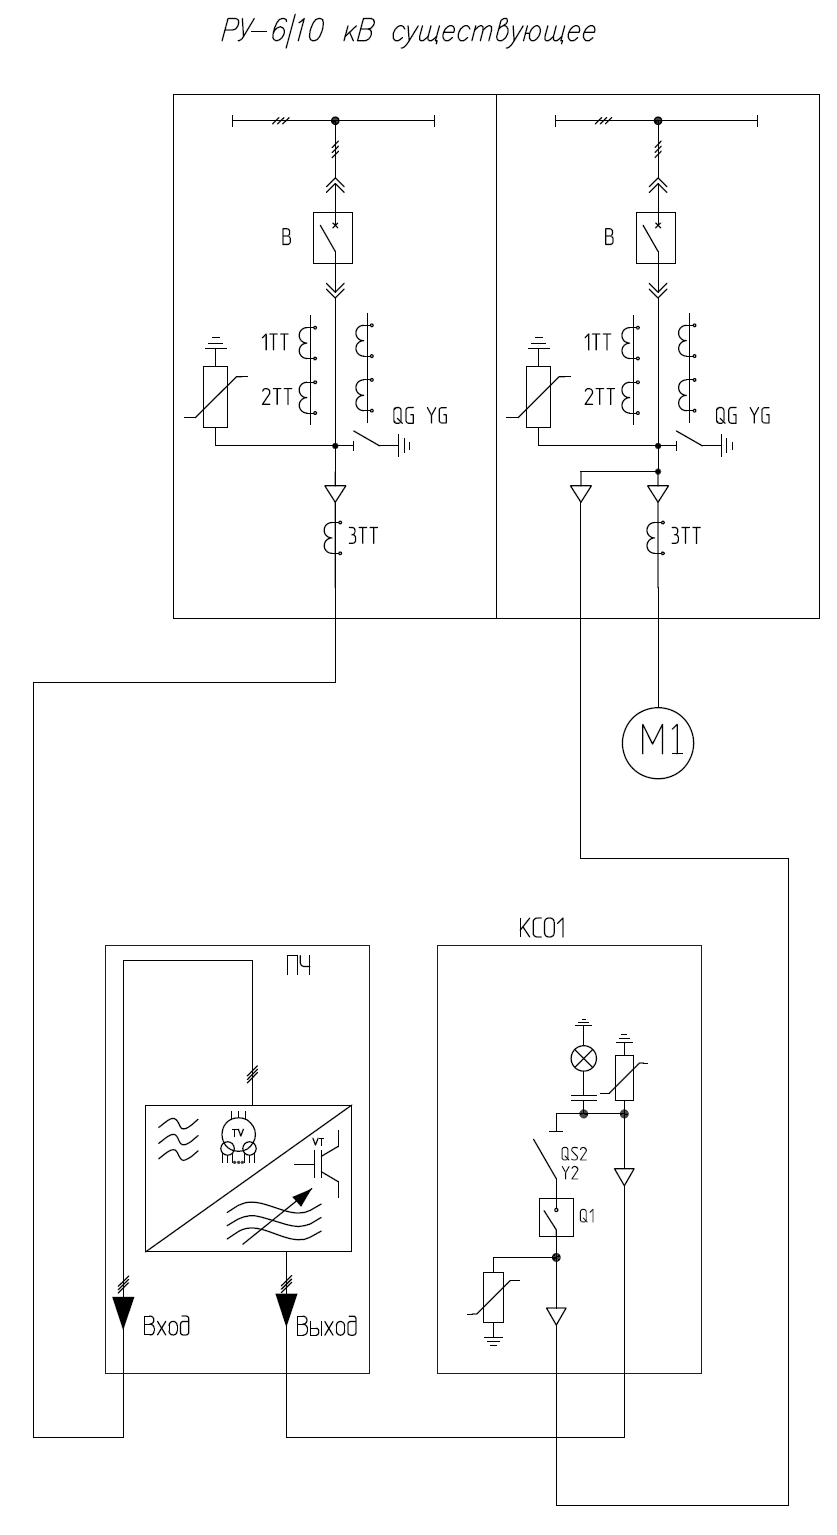 РУ-6/10 кВ существующее
В
В
1ТТ
1ТТ
2ТТ
2ТТ
QG YG
QG YG
3ТТ
3ТТ
М1
КСО1
ПЧ
TV
VT
QS2
Y2
Q1
Вход
Выход